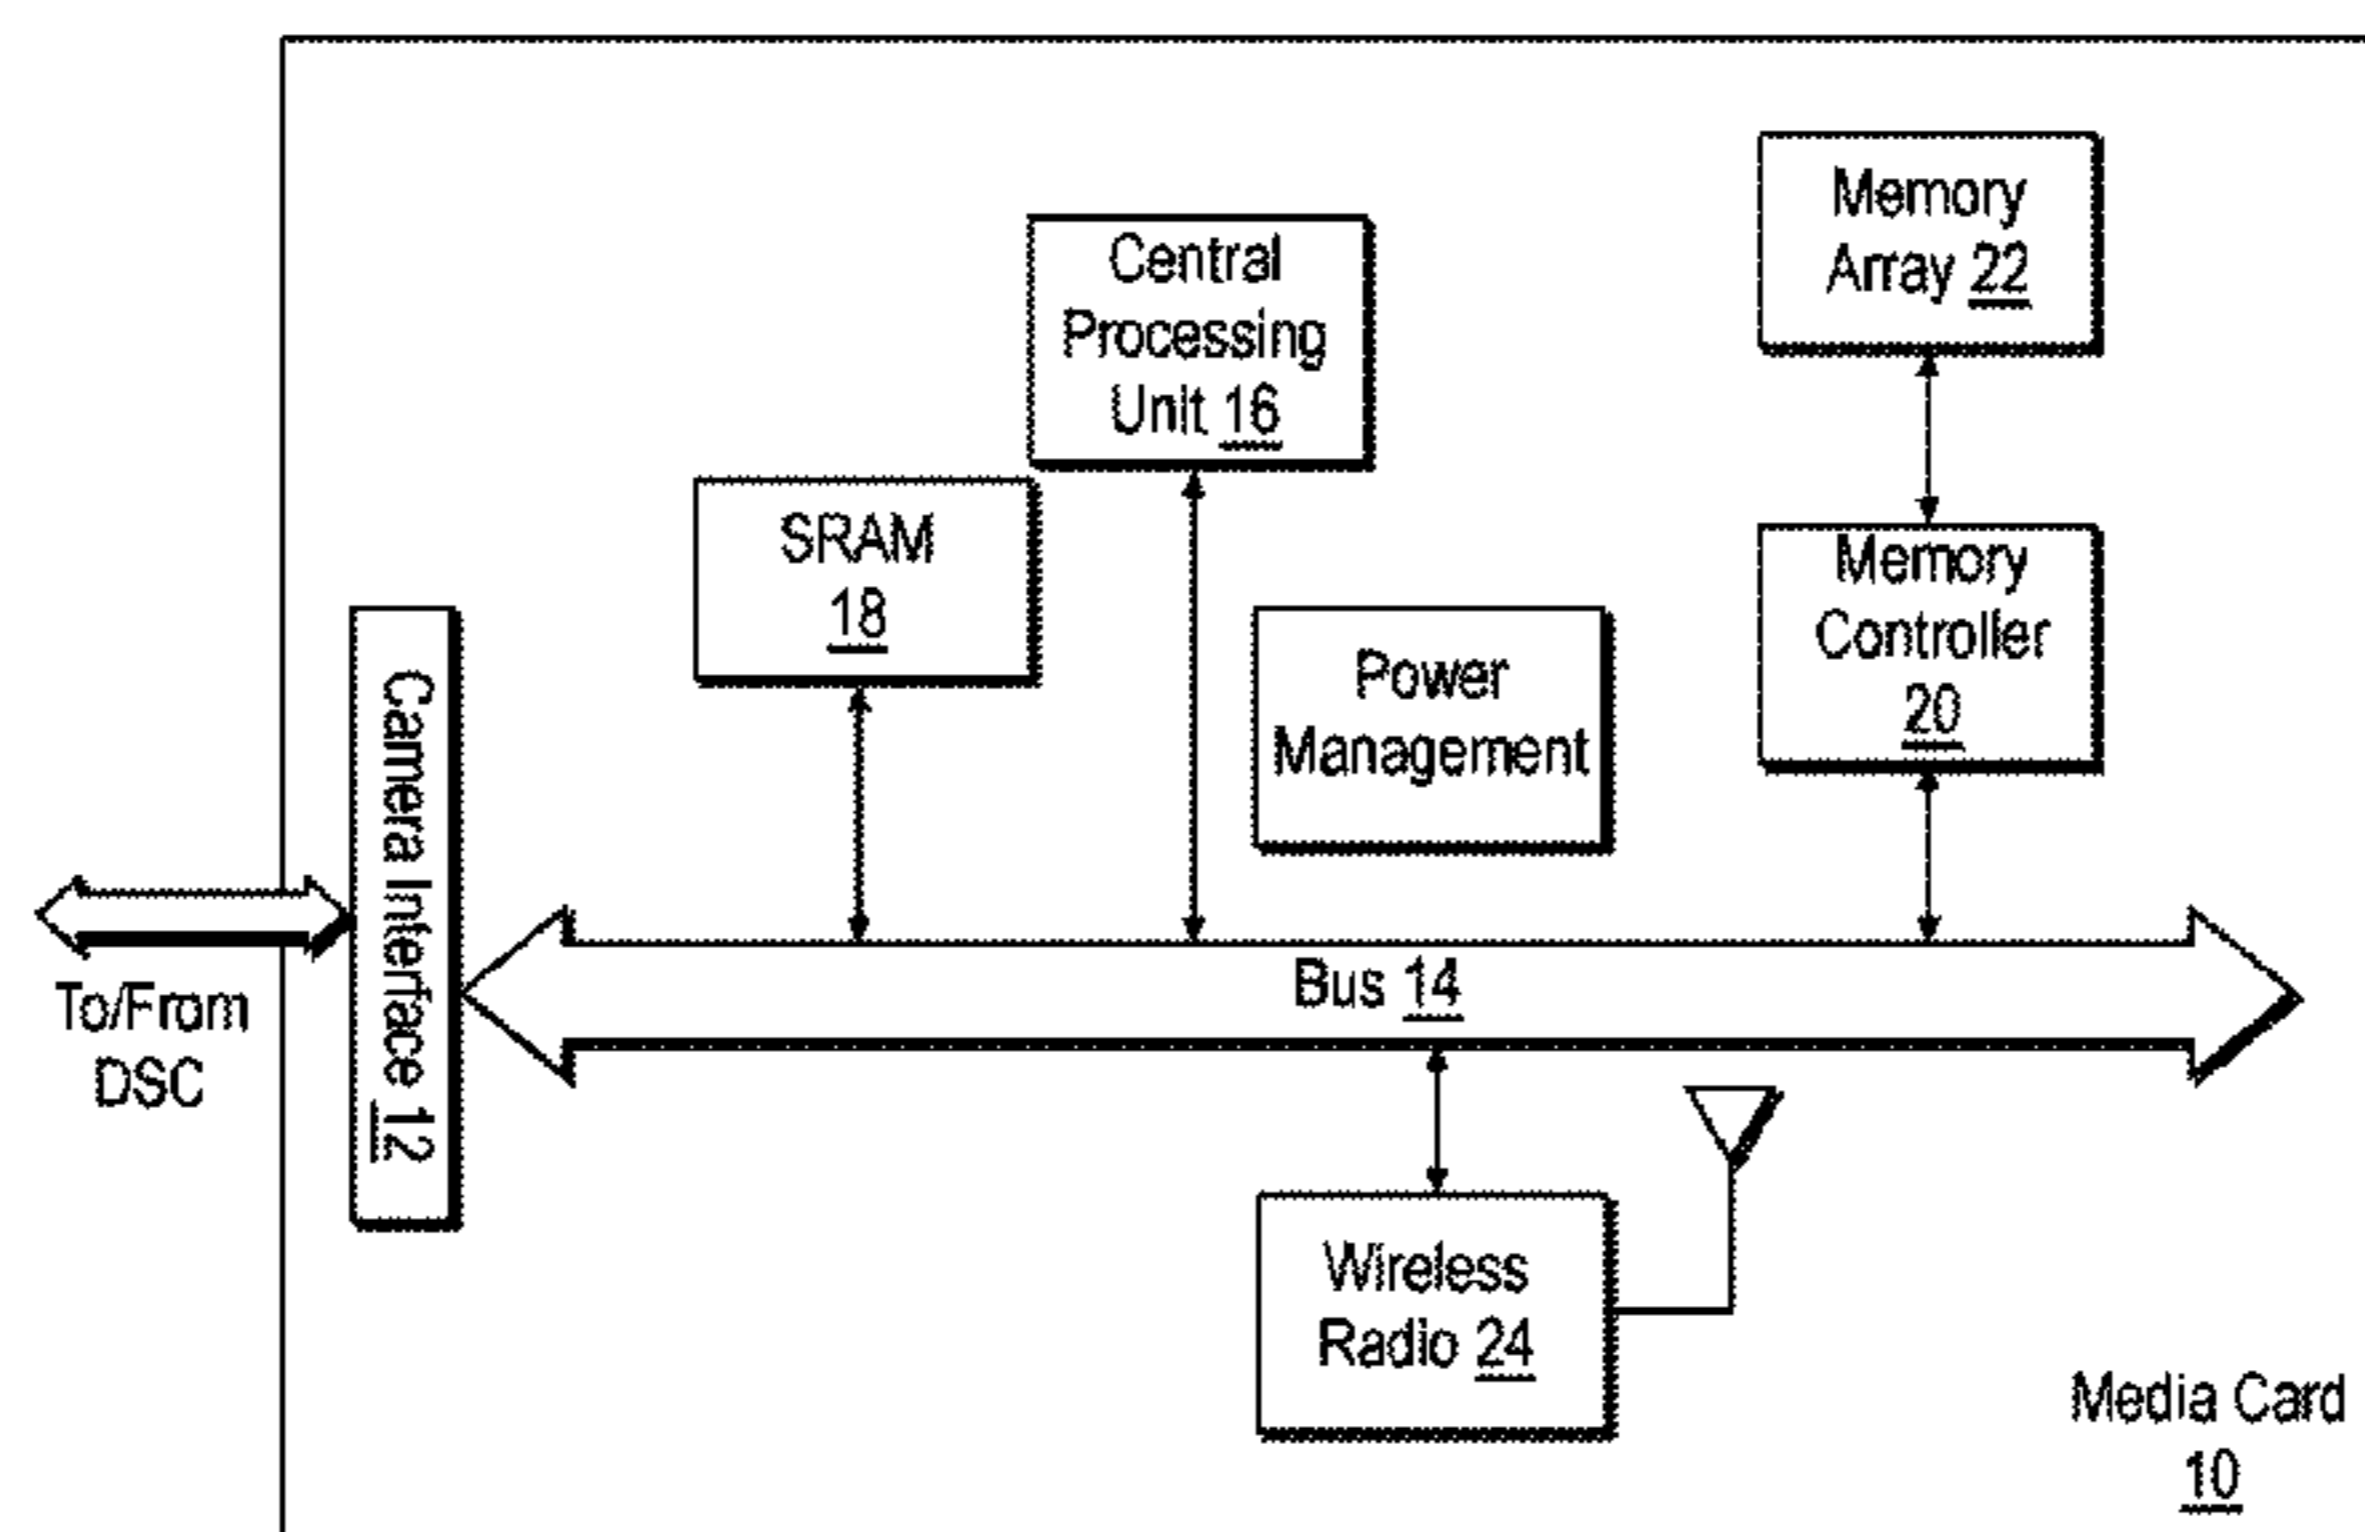 Memory
Array 22
Central
Processing
Unit 16
SRAM
18
Memory
Controller
20
Power
Management
Camera Interface 12
To/From
DSC
Bus 14
Wireless
Radio 24
Media Card
10